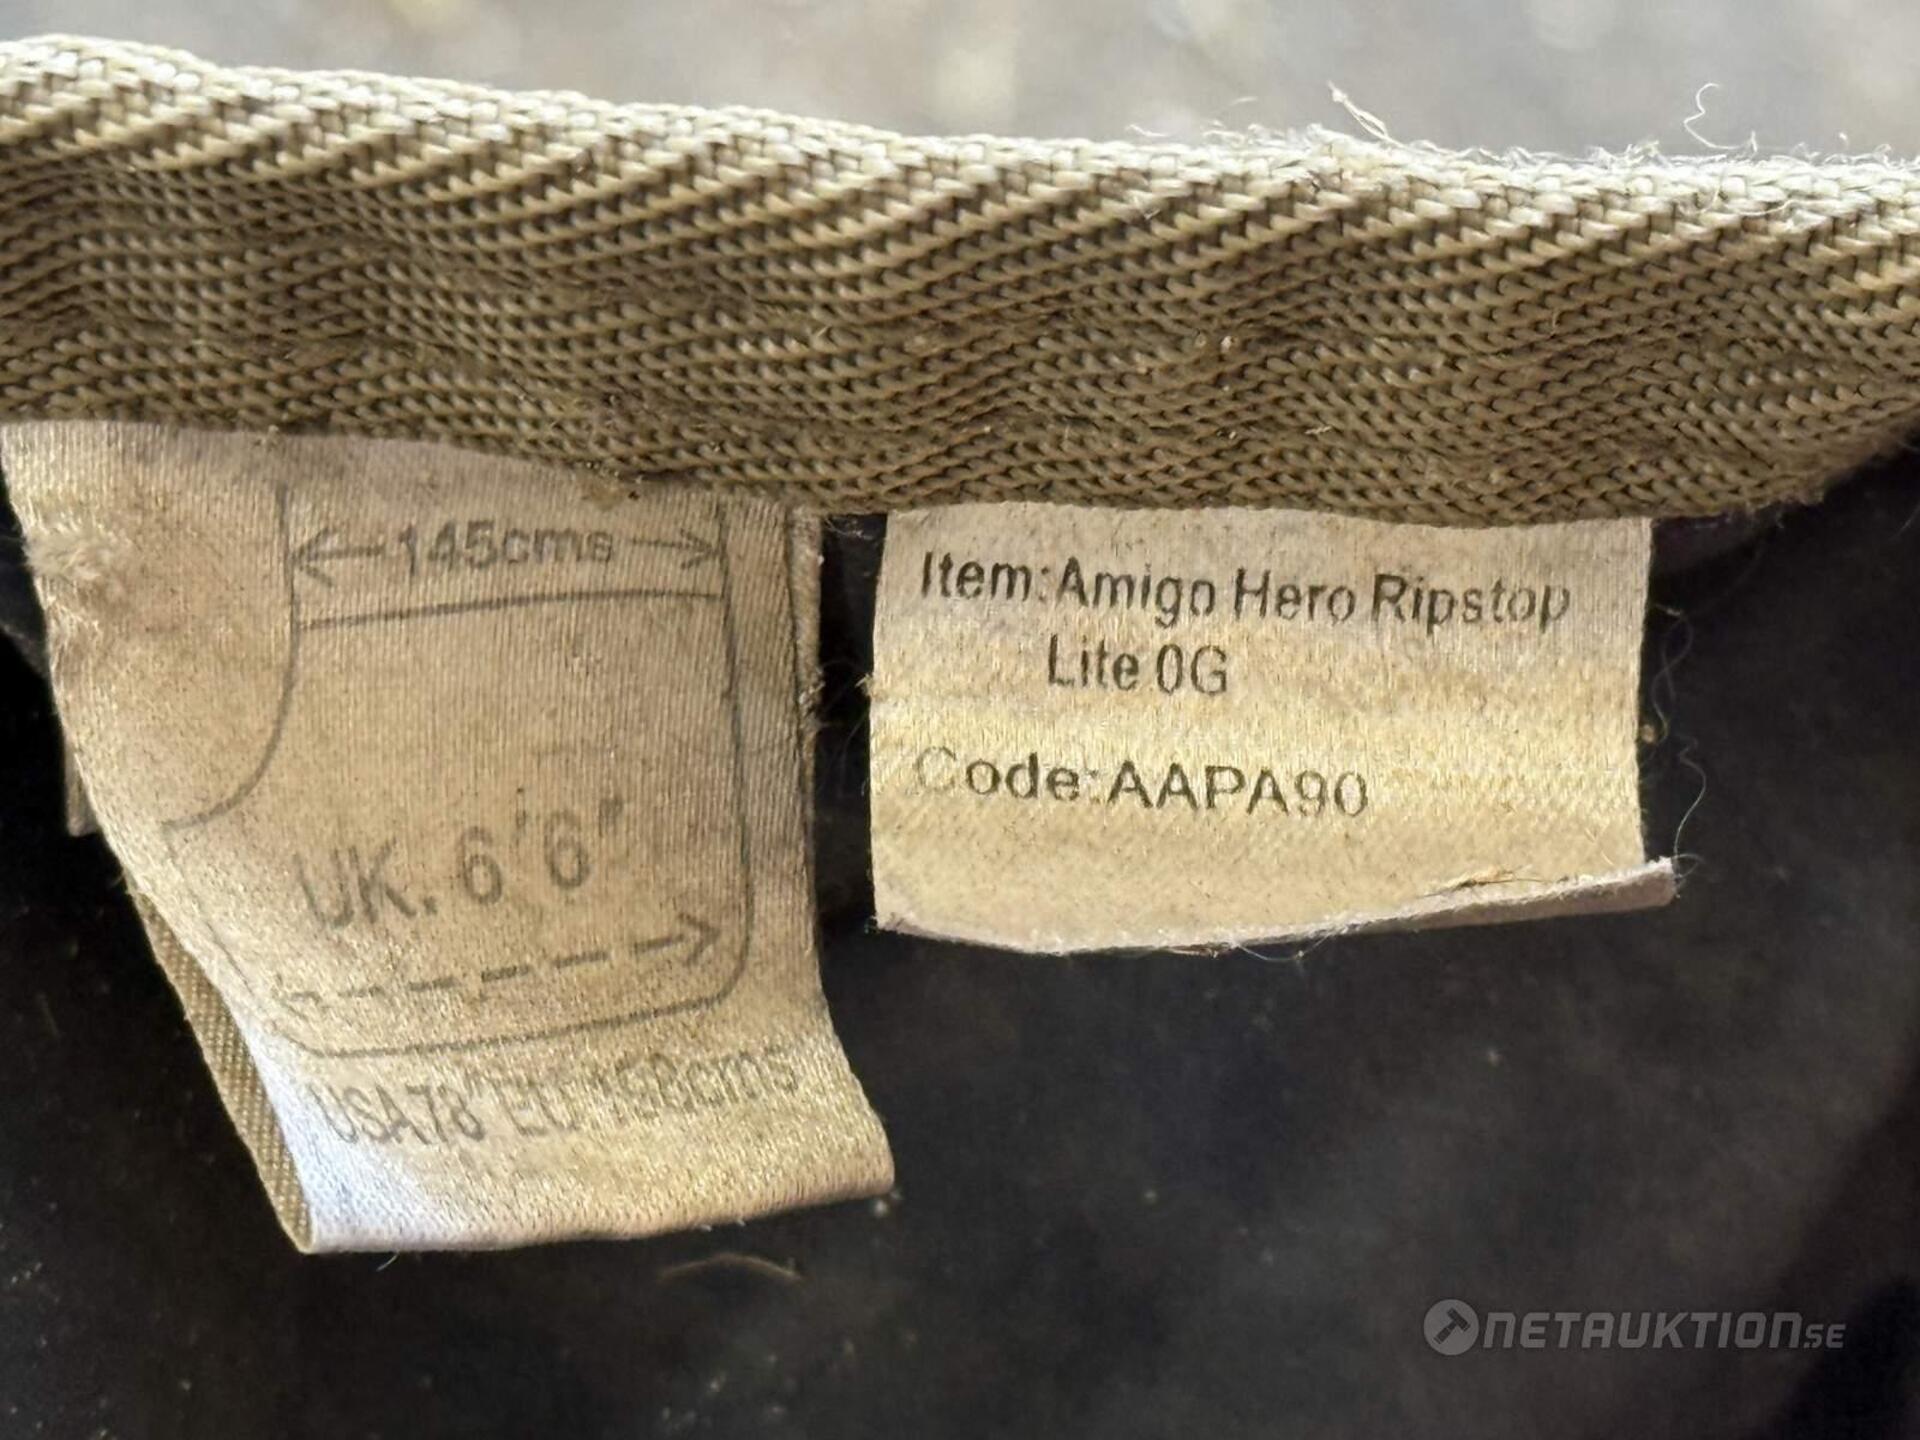 145cms
UK. 6'6"
USA78" EU 198cms
Item:Amigo Hero Ripstop
Lite 0G
Code:AAPA90
NETAUKTION.SE